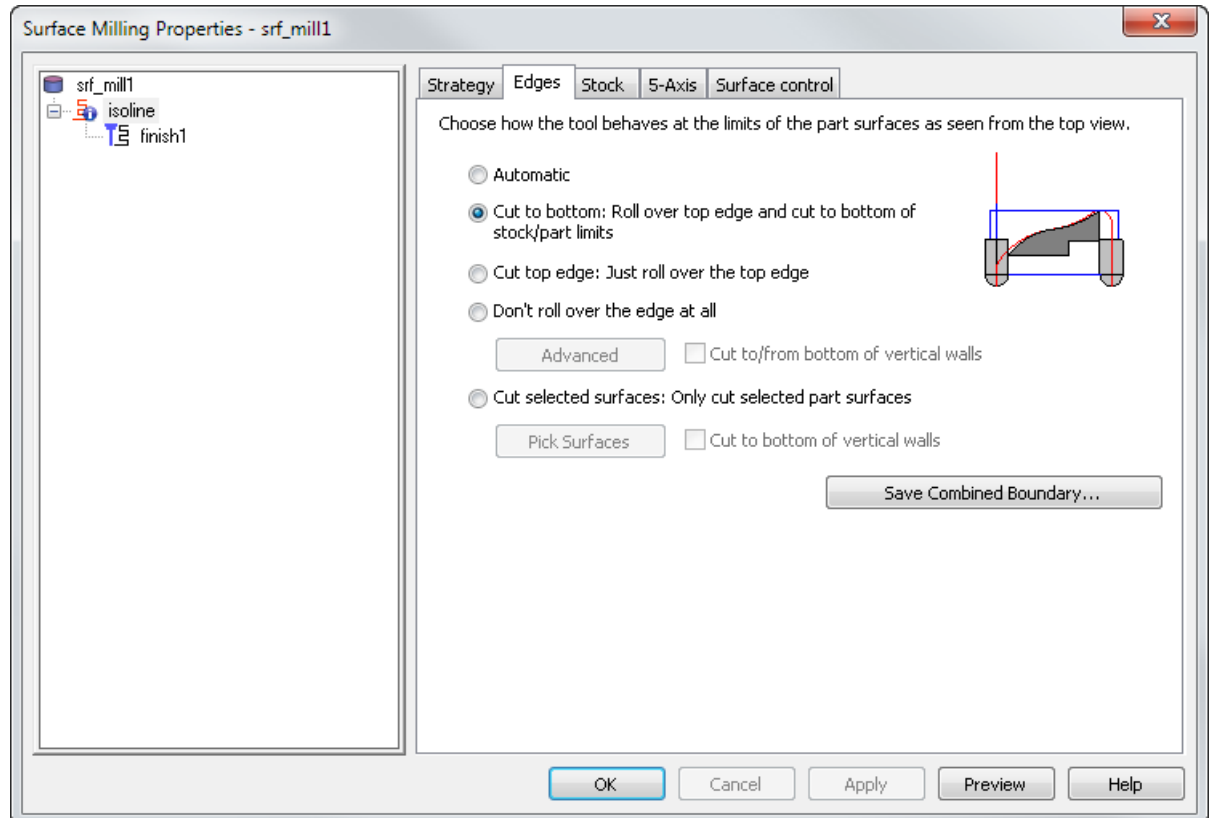 Surface Milling Properties - srf_mill1
srf_mill1
isoline
finish1
Strategy Edges Stock 5-Axis Surface control
Choose how the tool behaves at the limits of the part surfaces as seen from the top view.
Automatic
Cut to bottom: Roll over top edge and cut to bottom of
stock/part limits
Cut top edge: Just roll over the top edge
Don't roll over the edge at all
Advanced Cut to/from bottom of vertical walls
Cut selected surfaces: Only cut selected part surfaces
Pick Surfaces Cut to bottom of vertical walls
Save Combined Boundary...
OK Cancel Apply Preview Help